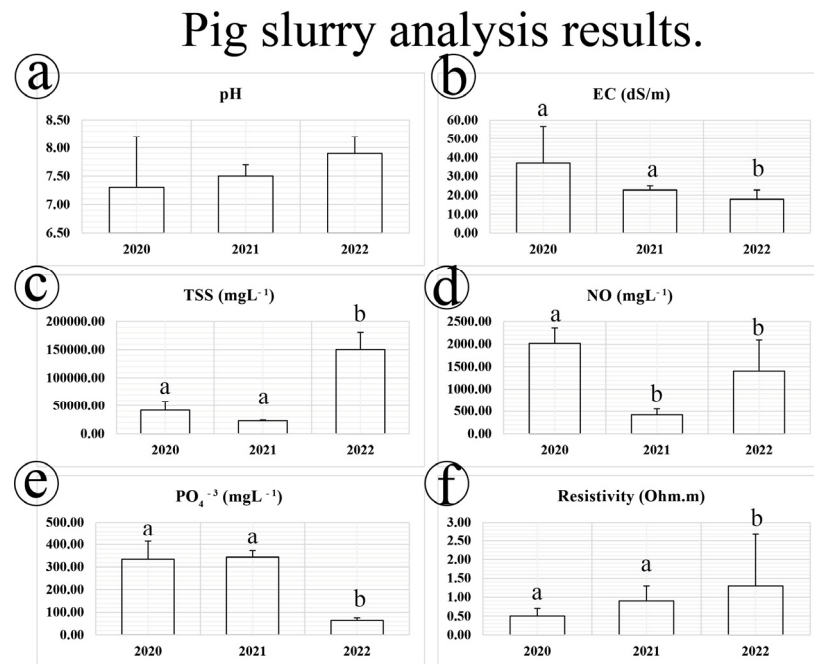 Pig slurry analysis results.
a
pH
8.50
8.00
7.50
7.00
6.50
2020 2021 2022
b
EC (dS/m)
60.00
50.00
40.00
30.00
20.00
10.00
0.00
a
a
b
2020 2021 2022
c
TSS (mgL⁻¹)
200000.00
150000.00
100000.00
50000.00
0.00
a
a
b
2020 2021 2022
d
NO (mgL⁻¹)
2500.00
2000.00
1500.00
1000.00
500.00
0.00
a
b
b
2020 2021 2022
e
PO₄⁻³ (mgL⁻¹)
500.00
400.00
300.00
200.00
100.00
0.00
a
a
b
2020 2021 2022
f
Resistivity (Ohm.m)
3.00
2.50
2.00
1.50
1.00
0.50
0.00
a
a
b
2020 2021 2022